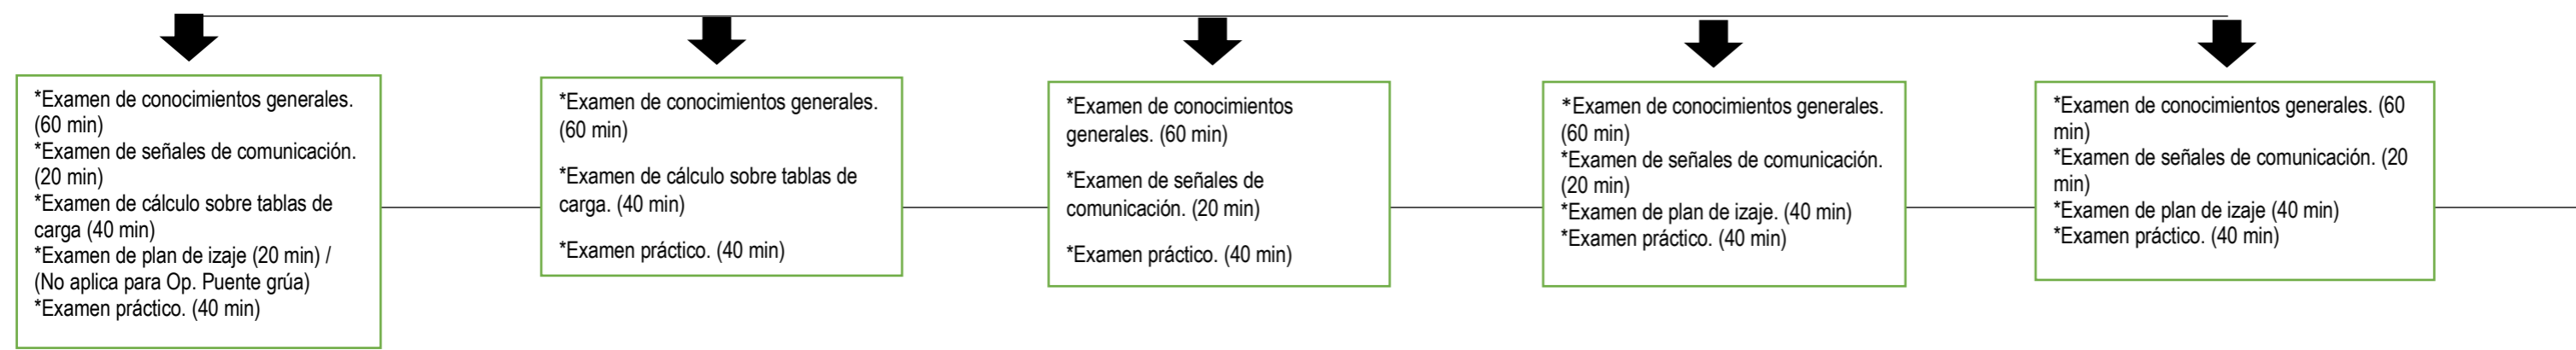 *Examen de conocimientos generales.
(60 min)
*Examen de señales de comunicación.
(20 min)
*Examen de cálculo sobre tablas de
carga (40 min)
*Examen de plan de izaje (20 min) /
(No aplica para Op. Puente grúa)
*Examen práctico. (40 min)
*Examen de conocimientos generales.
(60 min)
*Examen de cálculo sobre tablas de
carga. (40 min)
*Examen práctico. (40 min)
*Examen de conocimientos
generales. (60 min)
*Examen de señales de
comunicación. (20 min)
*Examen práctico. (40 min)
*Examen de conocimientos generales.
(60 min)
*Examen de señales de comunicación.
(20 min)
*Examen de plan de izaje. (40 min)
*Examen práctico. (40 min)
*Examen de conocimientos generales. (60
min)
*Examen de señales de comunicación. (20
min)
*Examen de plan de izaje (40 min)
*Examen práctico. (40 min)